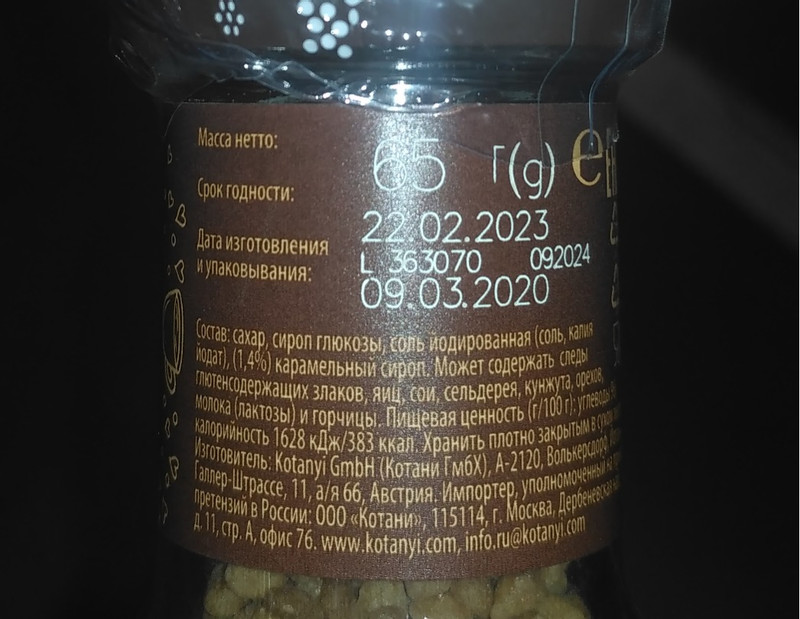 Масса нетто: 65 Г(g) e
Срок годности: 22.02.2023
L 363070 092024
Дата изготовления
и упаковывания: 09.03.2020
Состав: сахар, сироп глюкозы, соль йодированная (соль, калия
йодат), (1,4%) карамельный сироп. Может содержать следы
глютенсодержащих злаков, яиц, сои, сельдерея, кунжута, орехов,
молока (лактозы) и горчицы. Пищевая ценность (г/100 г): углеводы
калорийность 1628 кДж/383 ккал. Хранить плотно закрытым в сухом
Изготовитель: Kotanyi GmbH (Котани ГмбХ), А-2120, Волькерсдорф,
Галлер-Штрассе, 11, а/я 66, Австрия. Импортер, уполномоченный на
претензий в России: ООО «Котани», 115114, г. Москва, Дербеневская
д. 11, стр. А, офис 76. www.kotanyi.com, info.ru@kotanyi.com